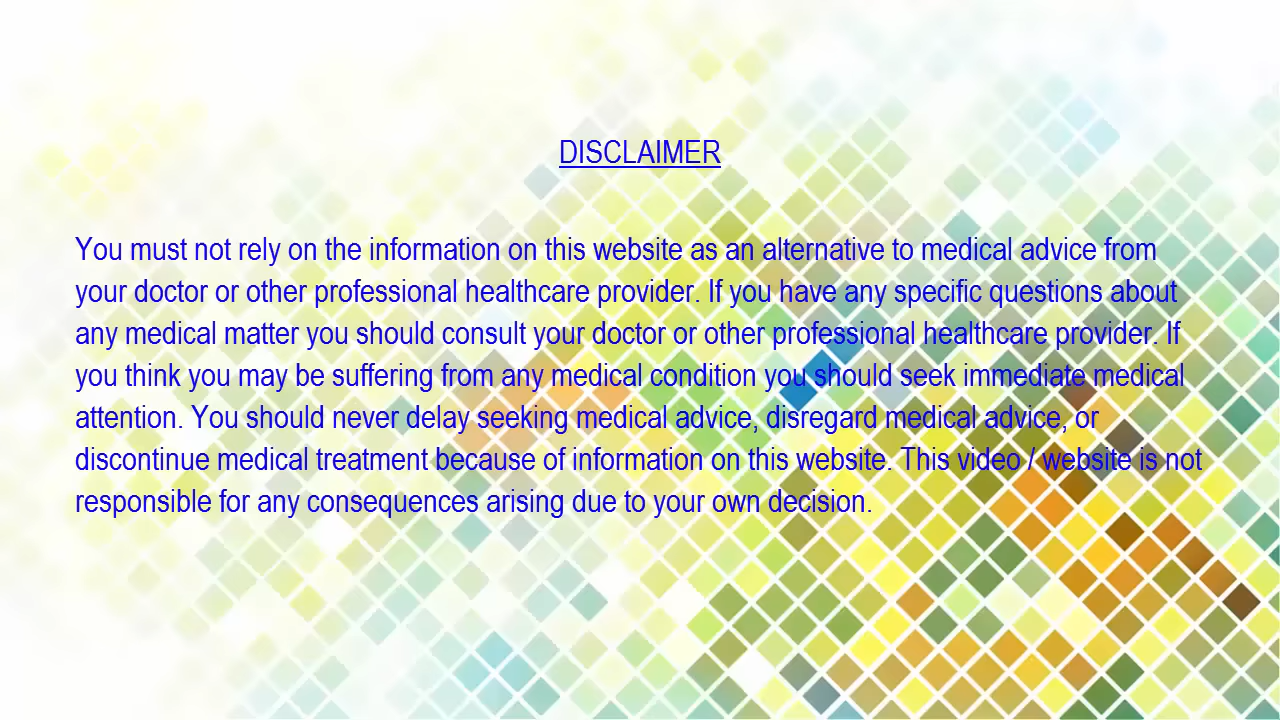 DISCLAIMER
You must not rely on the information on this website as an alternative to medical advice from
your doctor or other professional healthcare provider. If you have any specific questions about
any medical matter you should consult your doctor or other professional healthcare provider. If
you think you may be suffering from any medical condition you should seek immediate medical
attention. You should never delay seeking medical advice, disregard medical advice, or
discontinue medical treatment because of information on this website. This video / website is not
responsible for any consequences arising due to your own decision.